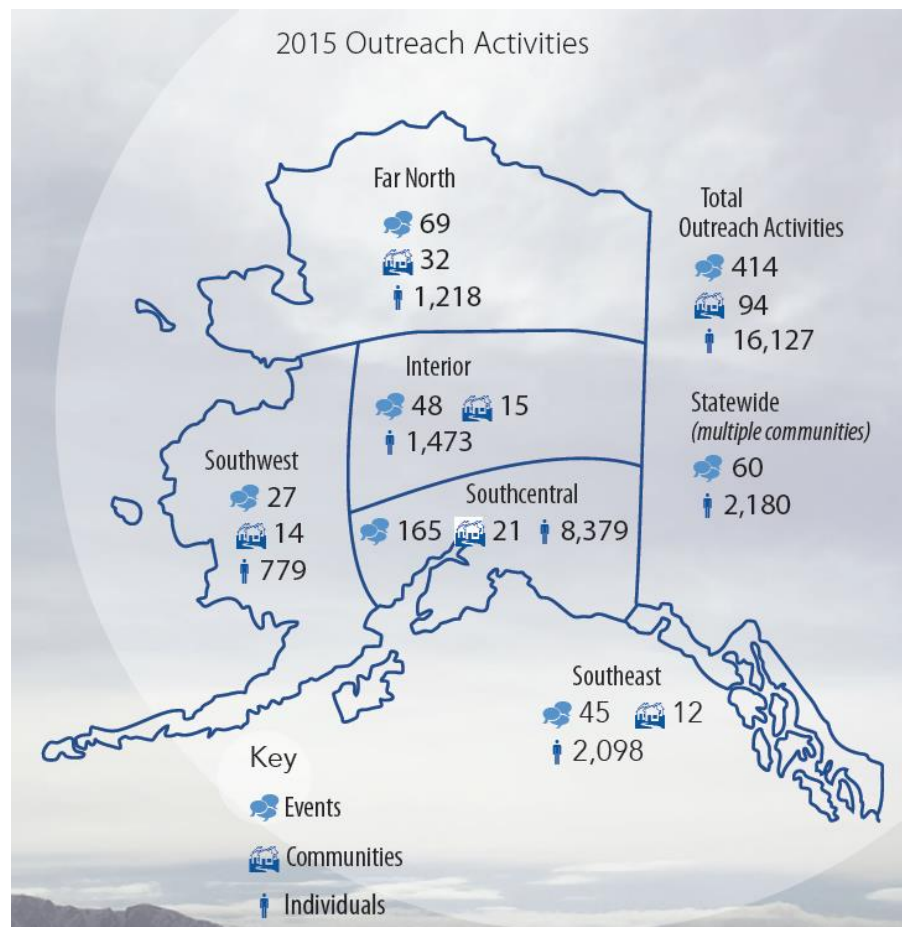 2015 Outreach Activities
Far North
69
32
1,218
Total
Outreach Activities
414
94
16,127
Interior
48 15
1,473
Statewide
(multiple communities)
60
2,180
Southwest
27
14
779
Southcentral
165 21 8,379
Southeast
45 12
2,098
Key
Events
Communities
Individuals